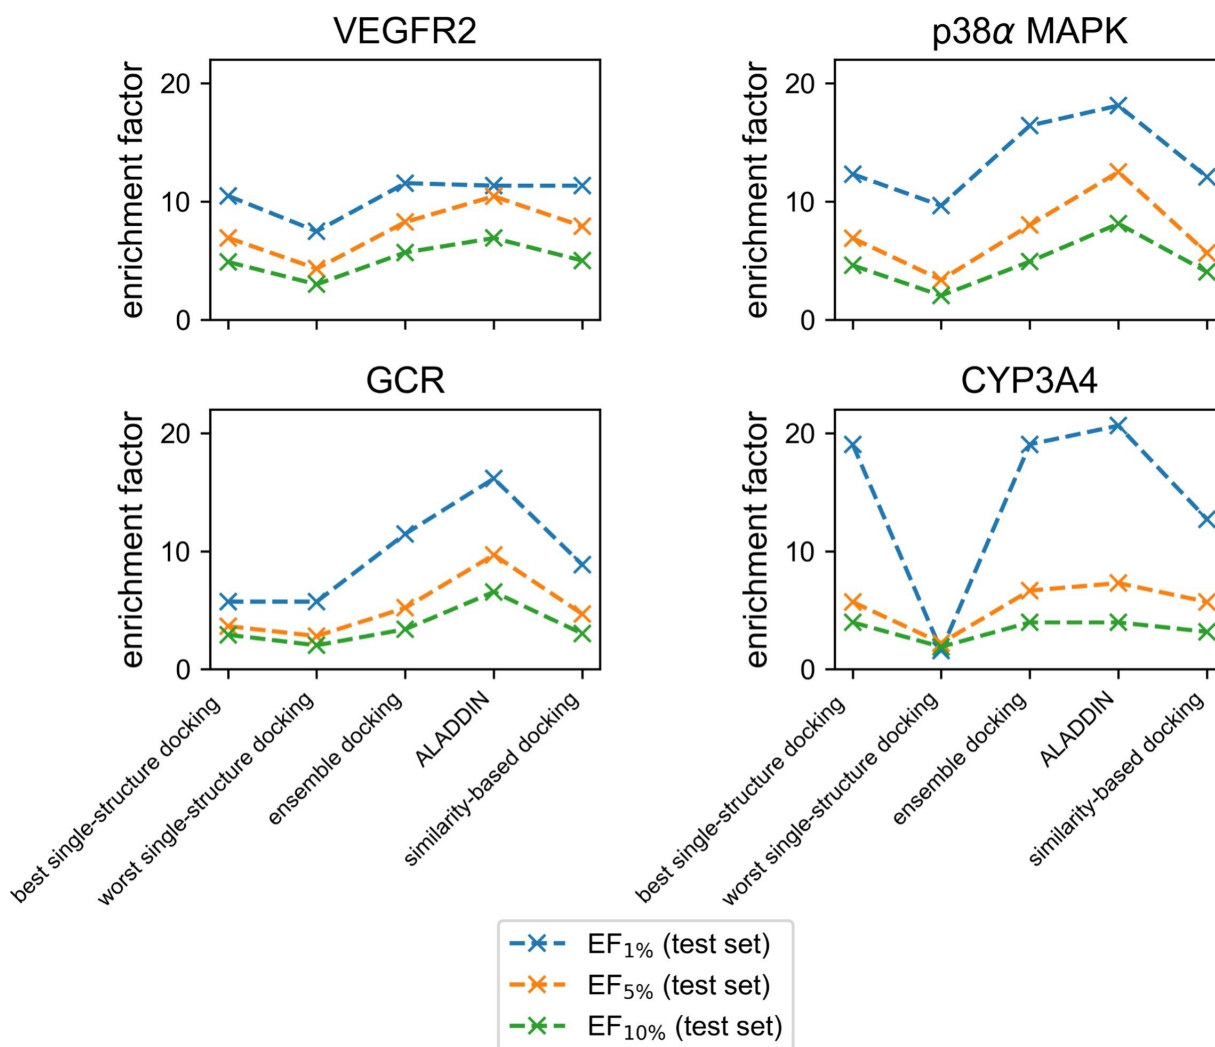 VEGFR2
enrichment factor
20
10
0
p38α MAPK
enrichment factor
20
10
0
GCR
enrichment factor
20
10
0
best single-structure docking
worst single-structure docking
ensemble docking
ALADDIN
similarity-based docking
CYP3A4
enrichment factor
20
10
0
best single-structure docking
worst single-structure docking
ensemble docking
ALADDIN
similarity-based docking
EF1% (test set)
EF5% (test set)
EF10% (test set)